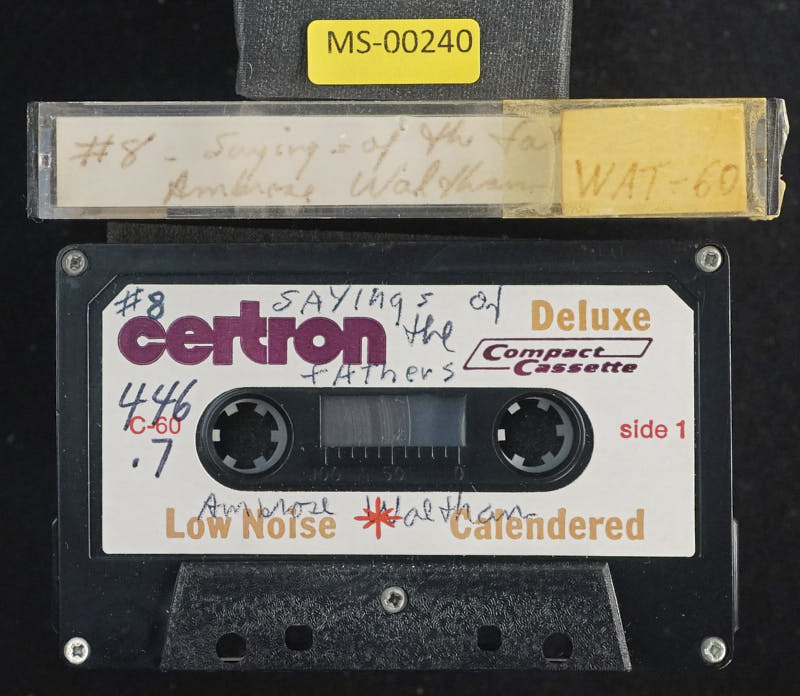 MS-00240
#8 - Sayings of the fa
Ambrose Waltham
WAT-60
#8 SAYINgs of
certron the Deluxe
fAthers Compact Cassette
446
C-60 side 1
.7
100 50 0
Ambrose Waltham
Low Noise Calendered